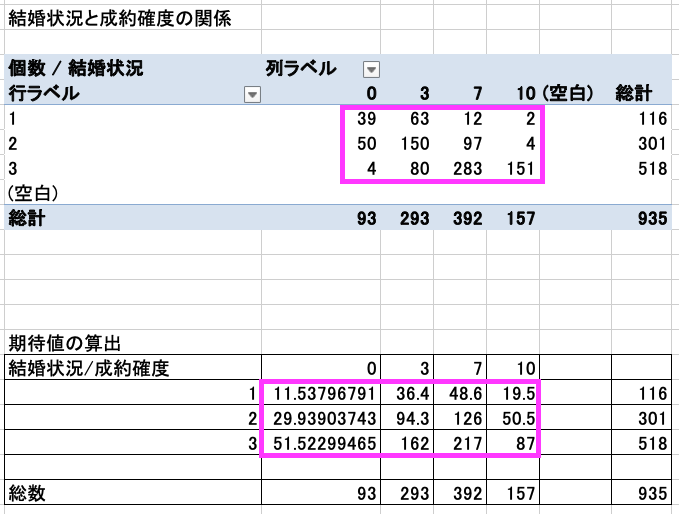 結婚状況と成約確度の関係
個数 / 結婚状況 列ラベル
行ラベル 0 3 7 10 (空白) 総計
1 39 63 12 2 116
2 50 150 97 4 301
3 4 80 283 151 518
(空白)
総計 93 293 392 157 935
期待値の算出
結婚状況/成約確度 0 3 7 10
1 11.53796791 36.4 48.6 19.5 116
2 29.93903743 94.3 126 50.5 301
3 51.52299465 162 217 87 518
総数 93 293 392 157 935